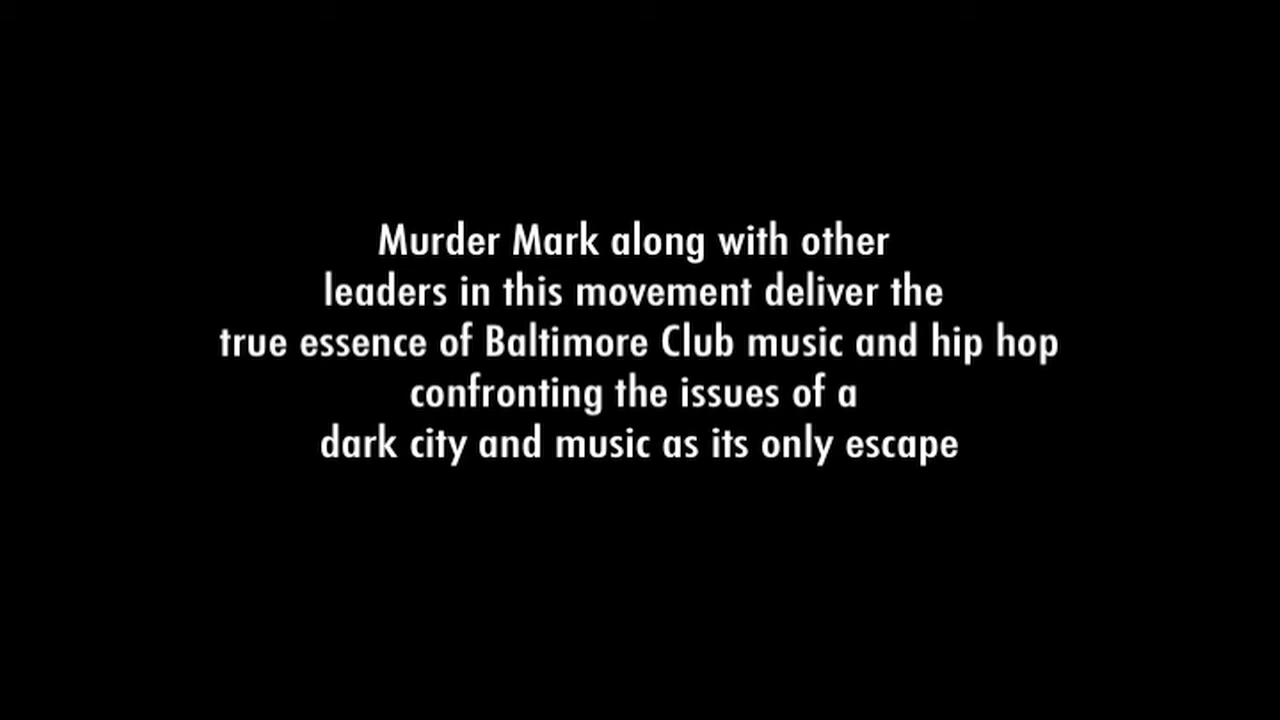 Murder Mark along with other
leaders in this movement deliver the
true essence of Baltimore Club music and hip hop
confronting the issues of a
dark city and music as its only escape